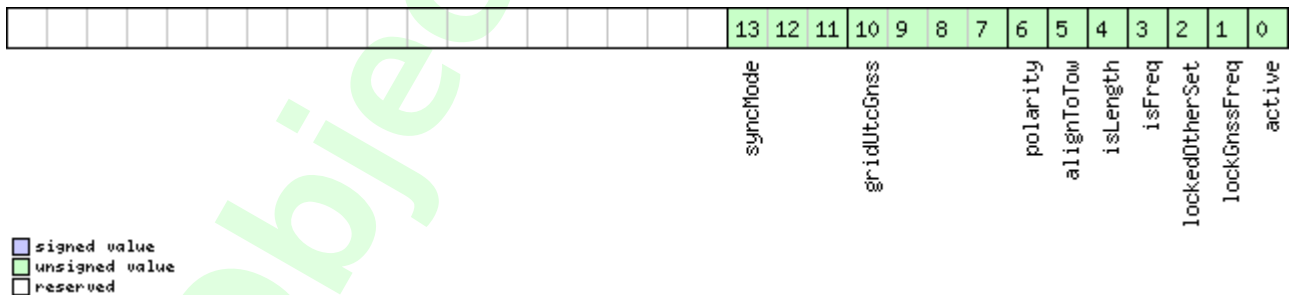 13 12 11 10 9 8 7 6 5 4 3 2 1 0
syncMode
gridUtcGnss
polarity
alignToTow
isLength
isFreq
lockedOtherSet
lockGnssFreq
active
signed value
unsigned value
reserved
Objec